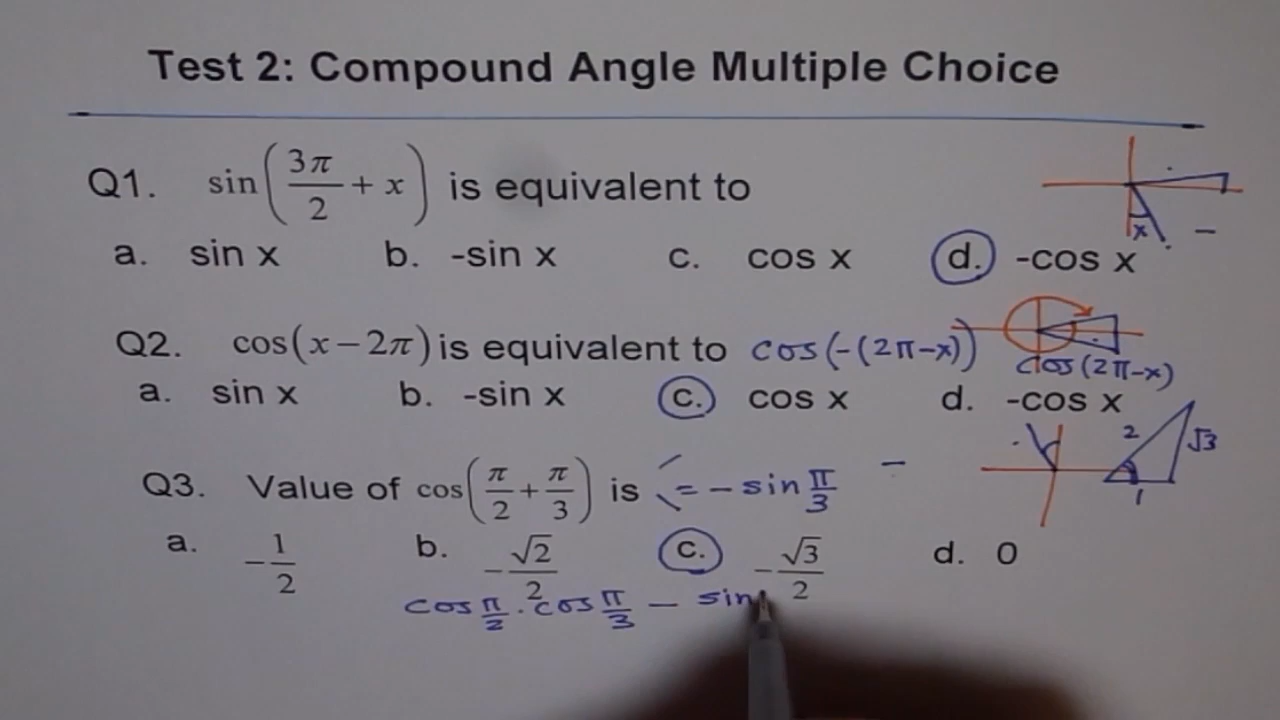 Test 2: Compound Angle Multiple Choice
Q1. sin(3π/2 + x) is equivalent to
x −
a. sin x b. -sin x c. cos x d. -cos x
Q2. cos(x − 2π) is equivalent to cos(-(2π-x))
cos(2π-x)
a. sin x b. -sin x c. cos x d. -cos x
2 √3 1
Q3. Value of cos(π/2 + π/3) is = - sin π/3 −
a. -1/2 b. -√2/2 c. -√3/2 d. 0
cos π/2 · cos π/3 − sin